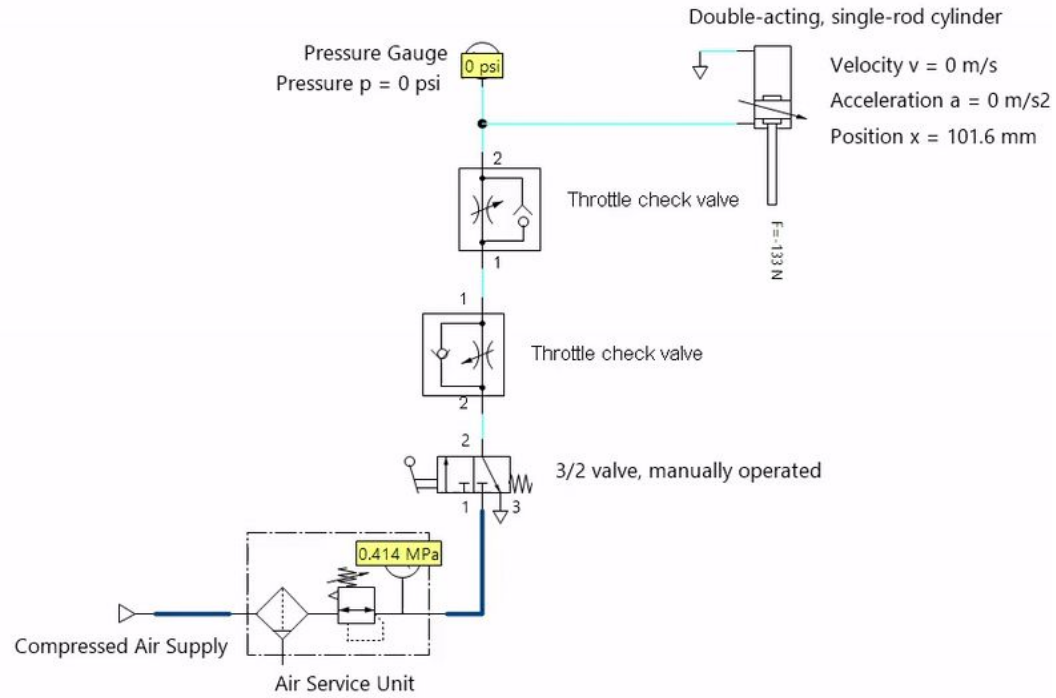 Double-acting, single-rod cylinder
Pressure Gauge
0 psi
Pressure p = 0 psi
Velocity v = 0 m/s
Acceleration a = 0 m/s2
Position x = 101.6 mm
2
Throttle check valve
F=-133 N
1
1
Throttle check valve
2
2
3/2 valve, manually operated
1
3
0.414 MPa
Compressed Air Supply
Air Service Unit